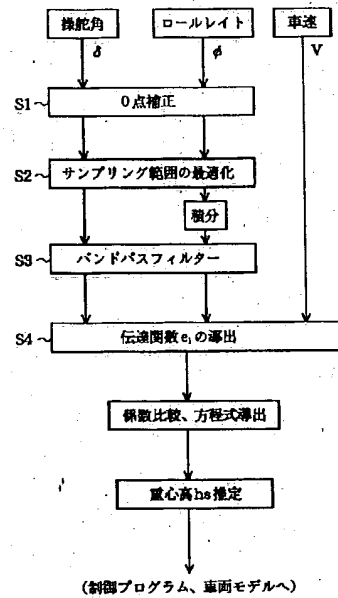 操舵角
ロールレイト
車速
δ
φ
V
S1
0点補正
S2
サンプリング範囲の最適化
積分
S3
バンドパスフィルター
S4
伝達関数eiの導出
係数比較、方程式導出
重心高hs推定
(制御プログラム、車両モデルへ)